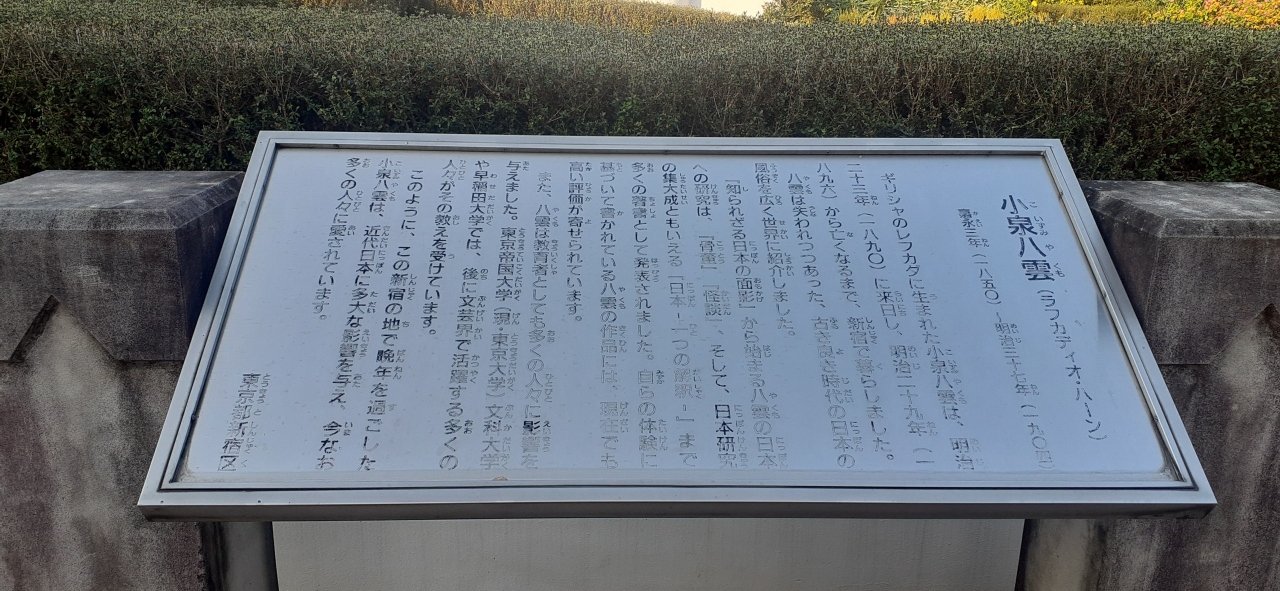 小泉八雲（ラフカディオ・ハーン）
嘉永三年（一八五〇）～明治三十七年（一九〇四）
ギリシャのレフカダに生まれた小泉八雲は、明治
二十三年（一八九〇）に来日し、明治二十九年（一
八九六）から亡くなるまで、新宿で暮らしました。
八雲は失われつつあった、古き良き時代の日本の
風俗を広く世界に紹介しました。
『知られざる日本の面影』から始まる八雲の日本
への研究は、『骨董』『怪談』、そして、日本研究
の集大成ともいえる『日本－一つの解釈－』まで
多くの著書として発表されました。自らの体験に
基づいて書かれている八雲の作品には、現在でも
高い評価が寄せられています。
また、八雲は教育者としても多くの人々に影響を
与えました。東京帝国大学（現・東京大学）文科大学
や早稲田大学では、後に文芸界で活躍する多くの
人々がその教えを受けています。
このように、この新宿の地で晩年を過ごした
小泉八雲は、近代日本に多大な影響を与え、今なお
多くの人々に愛されています。
東京都新宿区